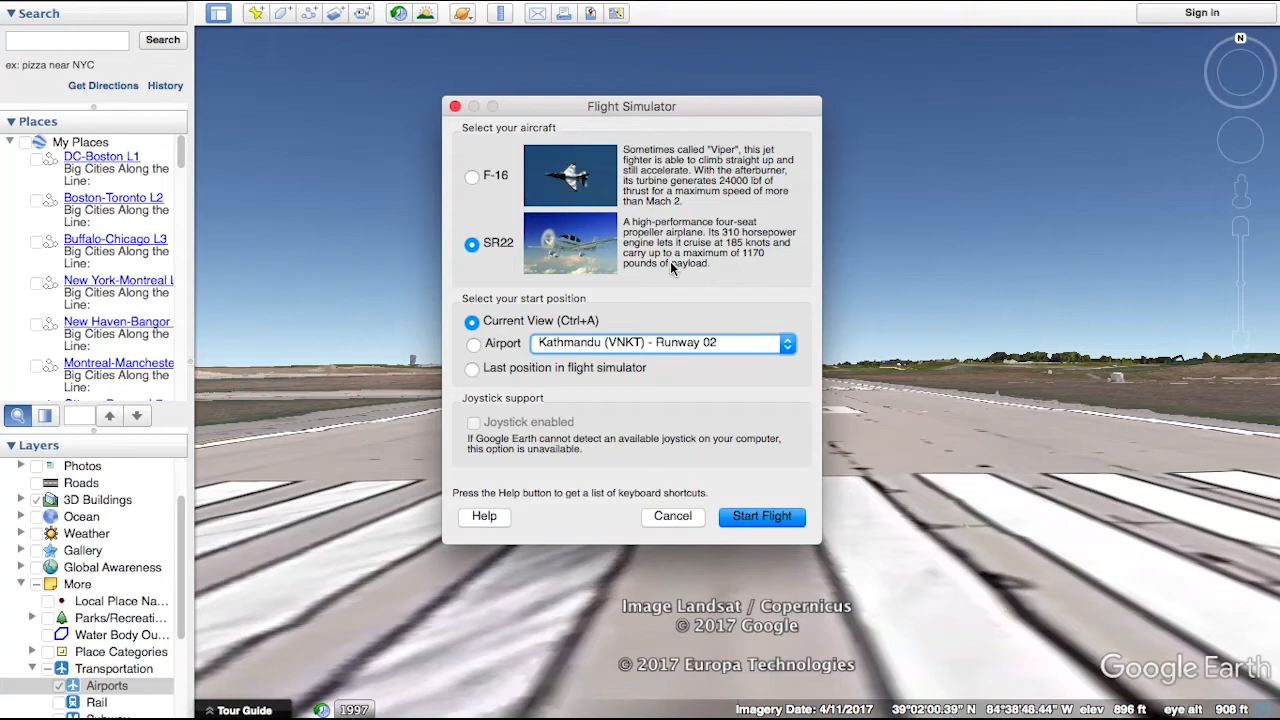 Search
Sign in
Search
ex: pizza near NYC
Get Directions
History
Places
My Places
DC-Boston L1
Big Cities Along the
Line:
Boston-Toronto L2
Big Cities Along the
Line:
Buffalo-Chicago L3
Big Cities Along the
Line:
New York-Montreal L
Big Cities Along the
Line:
New Haven-Bangor
Big Cities Along the
Line:
Montreal-Mancheste
Big Cities Along the
Layers
Photos
Roads
3D Buildings
Ocean
Weather
Gallery
Global Awareness
More
Local Place Na...
Parks/Recreati...
Water Body Ou...
Place Categories
Transportation
Airports
Rail
Flight Simulator
Select your aircraft
F-16
Sometimes called "Viper", this jet
fighter is able to climb straight up and
still accelerate. With the afterburner,
its turbine generates 24000 lbf of
thrust for a maximum speed of more
than Mach 2.
SR22
A high-performance four-seat
propeller airplane. Its 310 horsepower
engine lets it cruise at 185 knots and
carry up to a maximum of 1170
pounds of payload.
Select your start position
Current View (Ctrl+A)
Airport
Kathmandu (VNKT) - Runway 02
Last position in flight simulator
Joystick support
Joystick enabled
If Google Earth cannot detect an available joystick on your computer,
this option is unavailable.
Press the Help button to get a list of keyboard shortcuts.
Help
Cancel
Start Flight
N
Image Landsat / Copernicus
© 2017 Google
© 2017 Europa Technologies
Google Earth
Tour Guide
1997
Imagery Date: 4/11/2017 39°02'00.39" N 84°38'48.44" W elev 896 ft eye alt 908 ft